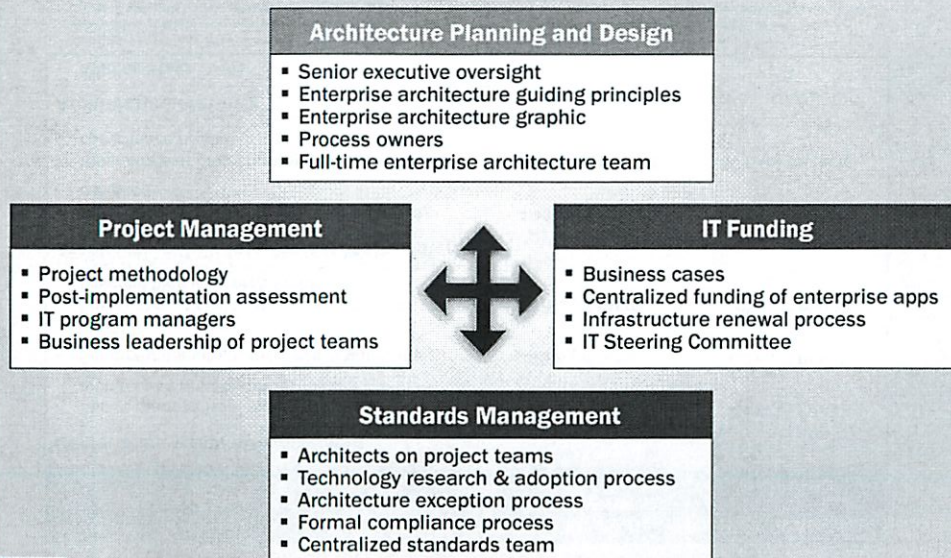 Architecture Planning and Design
▪ Senior executive oversight
▪ Enterprise architecture guiding principles
▪ Enterprise architecture graphic
▪ Process owners
▪ Full-time enterprise architecture team
Project Management
▪ Project methodology
▪ Post-implementation assessment
▪ IT program managers
▪ Business leadership of project teams
IT Funding
▪ Business cases
▪ Centralized funding of enterprise apps
▪ Infrastructure renewal process
▪ IT Steering Committee
Standards Management
▪ Architects on project teams
▪ Technology research & adoption process
▪ Architecture exception process
▪ Formal compliance process
▪ Centralized standards team